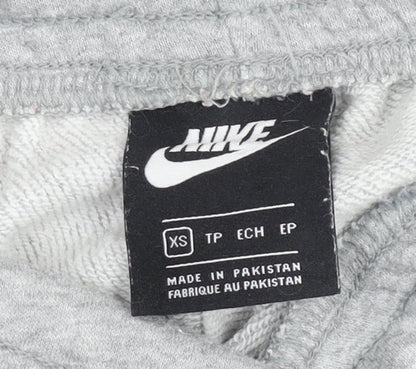 NIKE
XS TP ECH EP
MADE IN PAKISTAN
FABRIQUE AU PAKISTAN